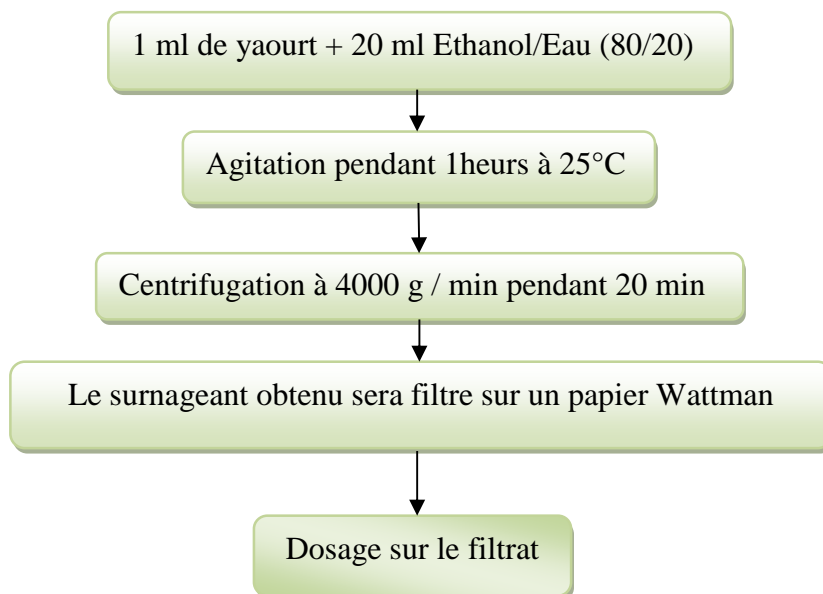 1 ml de yaourt + 20 ml Ethanol/Eau (80/20)
Agitation pendant 1heurs à 25°C
Centrifugation à 4000 g / min pendant 20 min
Le surnageant obtenu sera filtre sur un papier Wattman
Dosage sur le filtrat